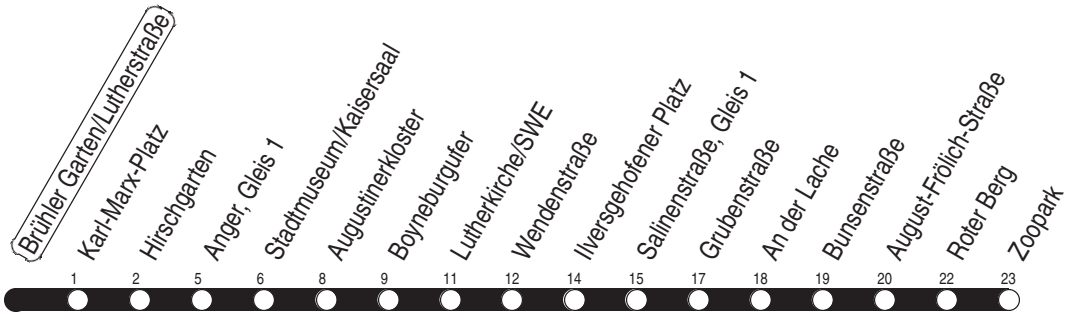 Brühler Garten/Lutherstraße
Karl-Marx-Platz
Hirschgarten
Anger, Gleis 1
Stadtmuseum/Kaisersaal
Augustinerkloster
Boyneburgufer
Lutherkirche/SWE
Wendenstraße
Ilversgehofener Platz
Salinenstraße, Gleis 1
Grubenstraße
An der Lache
Bunsenstraße
August-Frölich-Straße
Roter Berg
Zoopark
1 2 5 6 8 9 11 12 14 15 17 18 19 20 22 23